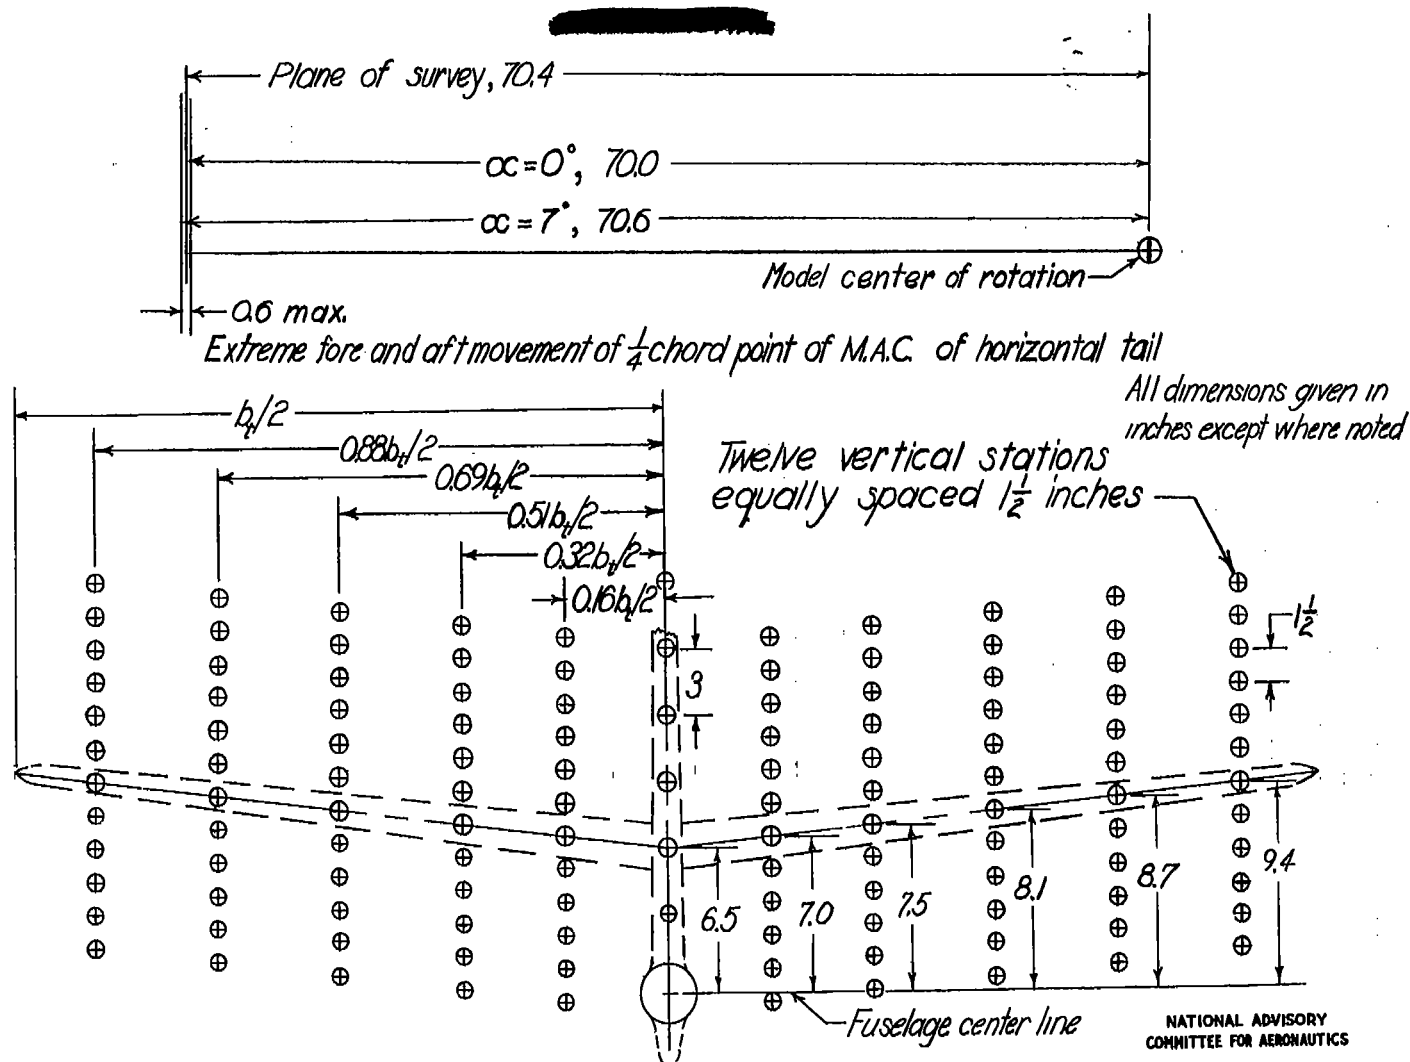 Plane of survey, 70.4
α=0°, 70.0
α=7°, 70.6
Model center of rotation
0.6 max.
Extreme fore and aft movement of 1/4 chord point of M.A.C. of horizontal tail
All dimensions given in
inches except where noted
bₜ/2
0.88bₜ/2
0.69bₜ/2
0.51bₜ/2
0.32bₜ/2
0.16bₜ/2
Twelve vertical stations
equally spaced 1 1/2 inches
1 1/2
3
6.5
7.0
7.5
8.1
8.7
9.4
Fuselage center line
NATIONAL ADVISORY
COMMITTEE FOR AERONAUTICS